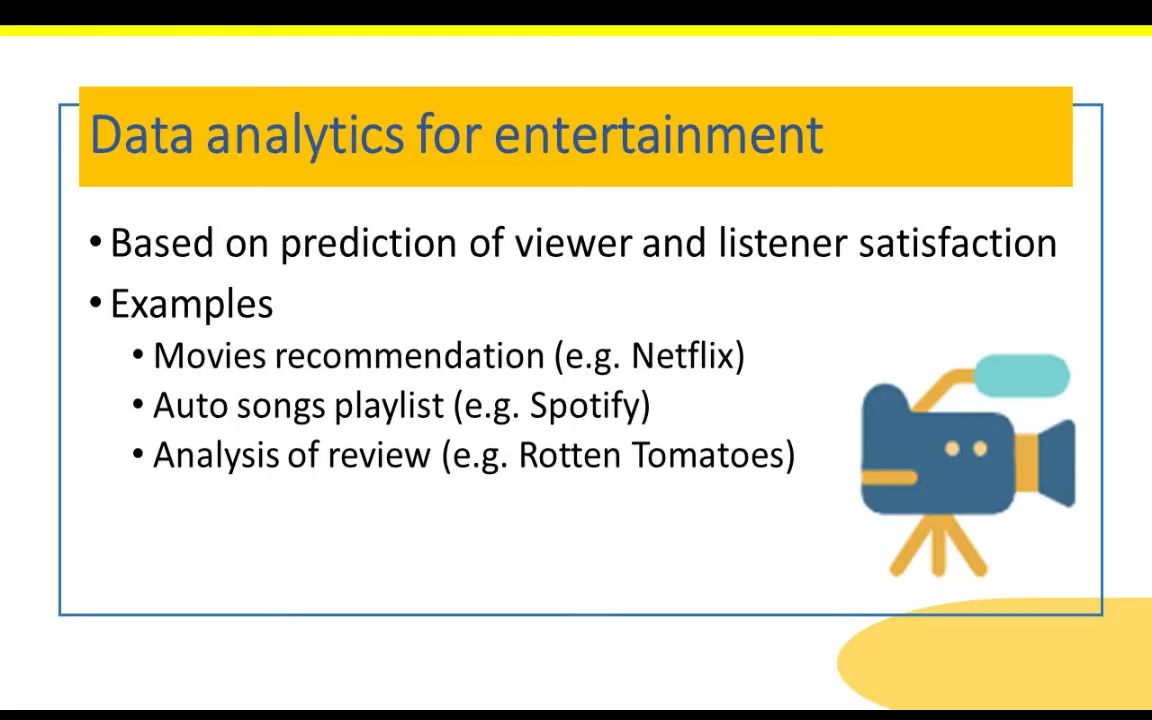 Data analytics for entertainment
• Based on prediction of viewer and listener satisfaction
• Examples
• Movies recommendation (e.g. Netflix)
• Auto songs playlist (e.g. Spotify)
• Analysis of review (e.g. Rotten Tomatoes)